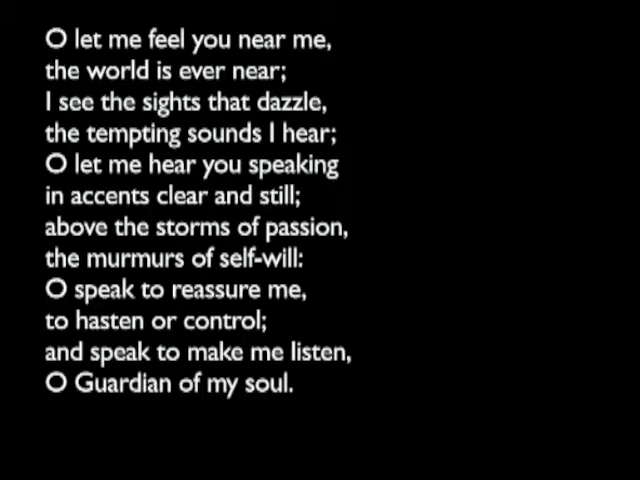 O let me feel you near me,
the world is ever near;
I see the sights that dazzle,
the tempting sounds I hear;
O let me hear you speaking
in accents clear and still;
above the storms of passion,
the murmurs of self-will:
O speak to reassure me,
to hasten or control;
and speak to make me listen,
O Guardian of my soul.